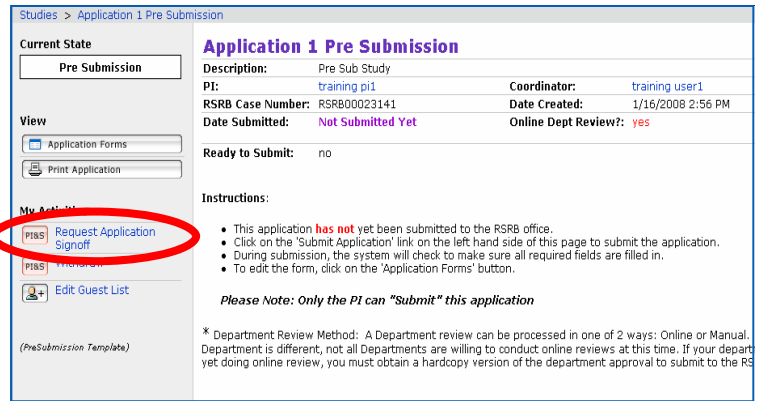 Studies > Application 1 Pre Submission
Current State
Pre Submission
View
Application Forms
Print Application
My Activities
PI&S Request Application
Signoff
PI&S Withdraw
Edit Guest List
(PreSubmission Template)
Application 1 Pre Submission
Description: Pre Sub Study
PI: training pi1 Coordinator: training user1
RSRB Case Number: RSRB00023141 Date Created: 1/16/2008 2:56 PM
Date Submitted: Not Submitted Yet Online Dept Review?: yes
Ready to Submit: no
Instructions:
• This application has not yet been submitted to the RSRB office.
• Click on the 'Submit Application' link on the left hand side of this page to submit the application.
• During submission, the system will check to make sure all required fields are filled in.
• To edit the form, click on the 'Application Forms' button.
Please Note: Only the PI can "Submit" this application
* Department Review Method: A Department review can be processed in one of 2 ways: Online or Manual.
Department is different, not all Departments are willing to conduct online reviews at this time. If your depart
yet doing online review, you must obtain a hardcopy version of the department approval to submit to the RS